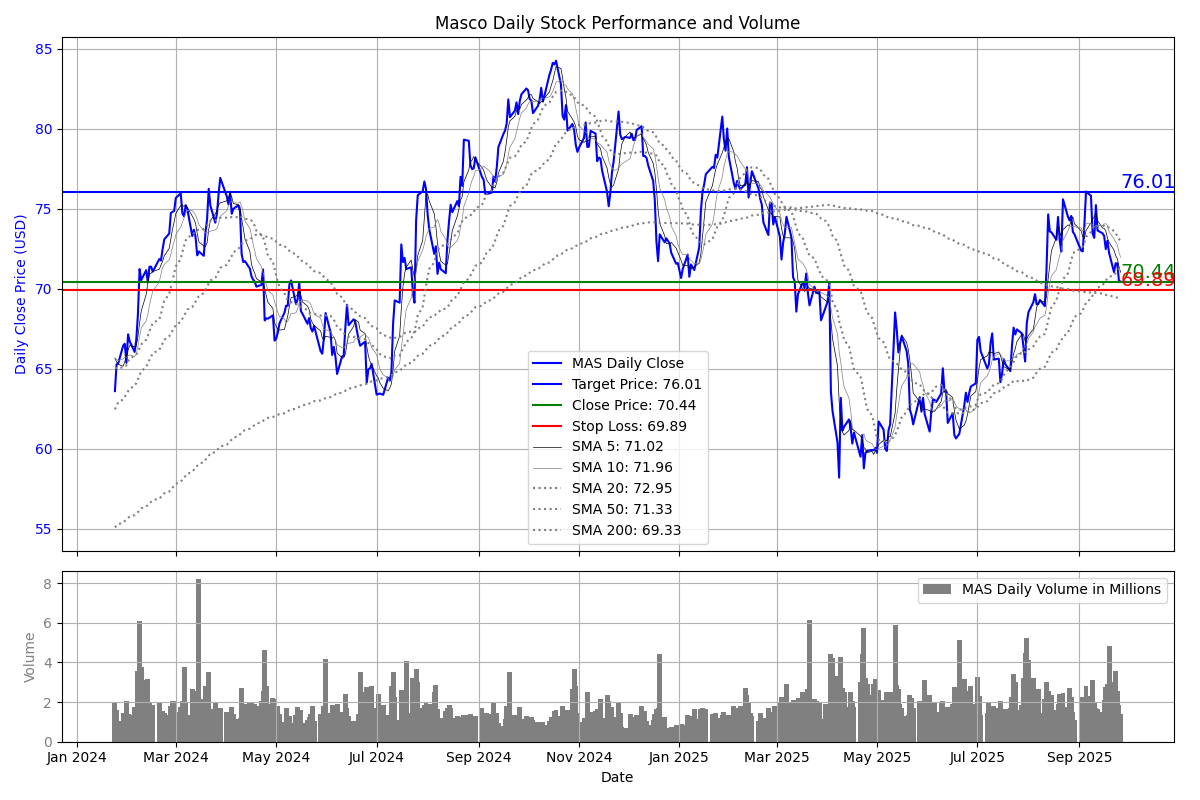 Masco Daily Stock Performance and Volume
Daily Close Price (USD)
85
80
75
70
65
60
55
76.01
70.44
69.89
MAS Daily Close
Target Price: 76.01
Close Price: 70.44
Stop Loss: 69.89
SMA 5: 71.02
SMA 10: 71.96
SMA 20: 72.95
SMA 50: 71.33
SMA 200: 69.33
Volume
8
6
4
2
0
MAS Daily Volume in Millions
Jan 2024 Mar 2024 May 2024 Jul 2024 Sep 2024 Nov 2024 Jan 2025 Mar 2025 May 2025 Jul 2025 Sep 2025
Date